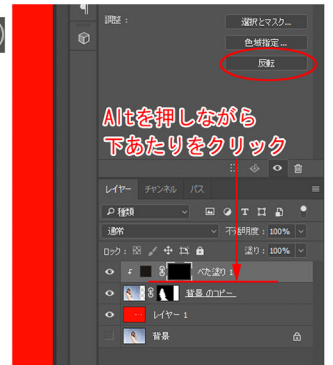 調整：
選択とマスク...
色域指定...
反転
Altを押しながら
下あたりをクリック
レイヤー チャンネル パス
種類
通常 不透明度：100%
ロック： 塗り：100%
べた塗り 1
背景 のコピー
レイヤー 1
背景